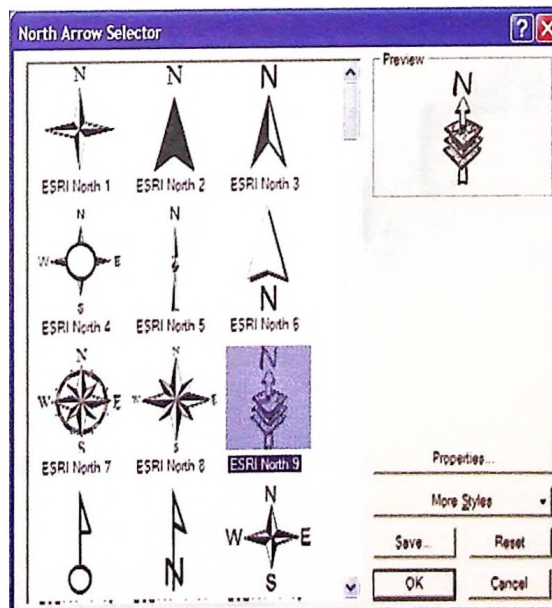 North Arrow Selector
Preview
N
N N N
ESRI North 1 ESRI North 2 ESRI North 3
N
W E
S
N
ESRI North 4 ESRI North 5 ESRI North 6
N
W E
S
N
ESRI North 7 ESRI North 8 ESRI North 9
N
W E
S
N
Properties...
More Styles
Save... Reset
OK Cancel